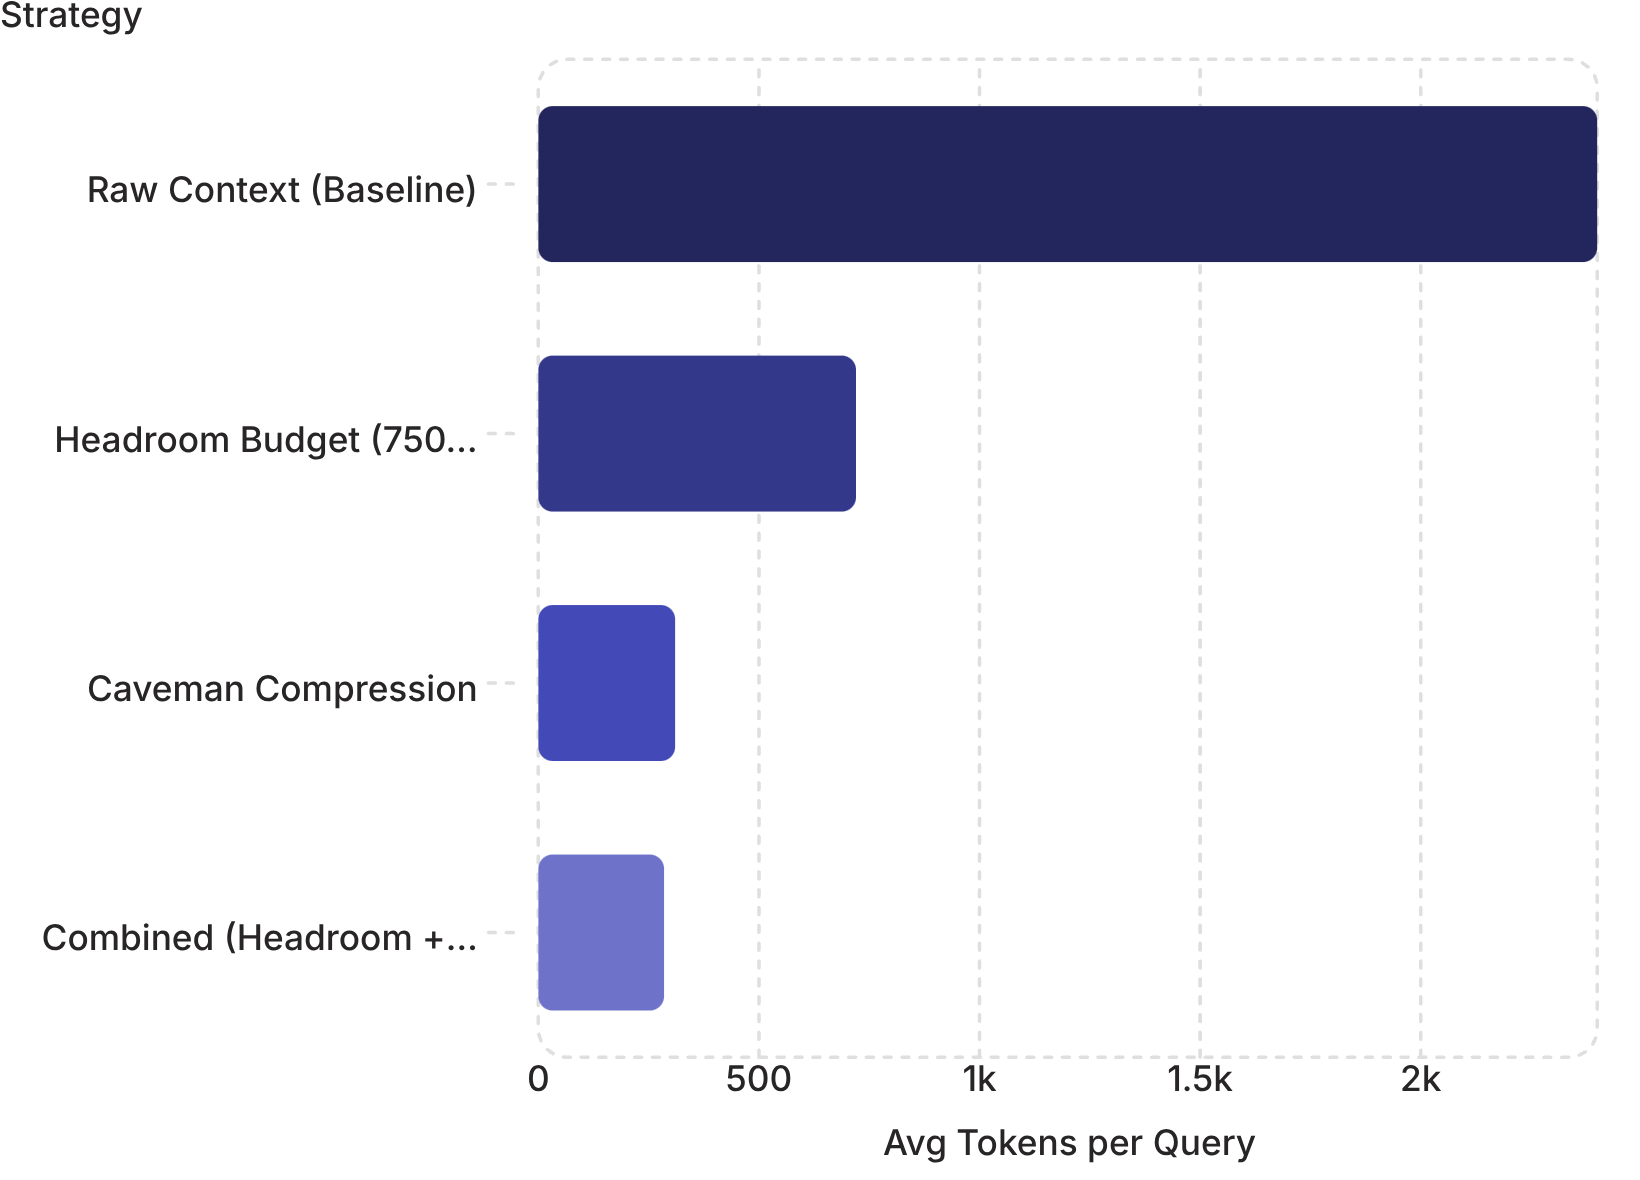 Strategy
Raw Context (Baseline)
Headroom Budget (750...
Caveman Compression
Combined (Headroom +...
0 500 1k 1.5k 2k
Avg Tokens per Query